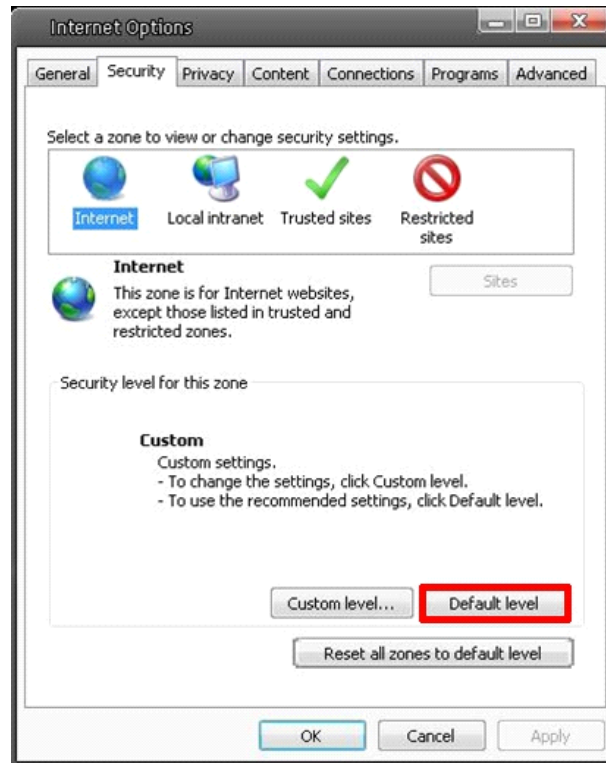 Internet Options
General Security Privacy Content Connections Programs Advanced
Select a zone to view or change security settings.
Internet Local intranet Trusted sites Restricted
sites
Internet
Sites
This zone is for Internet websites,
except those listed in trusted and
restricted zones.
Security level for this zone
Custom
Custom settings.
- To change the settings, click Custom level.
- To use the recommended settings, click Default level.
Custom level... Default level
Reset all zones to default level
OK Cancel Apply